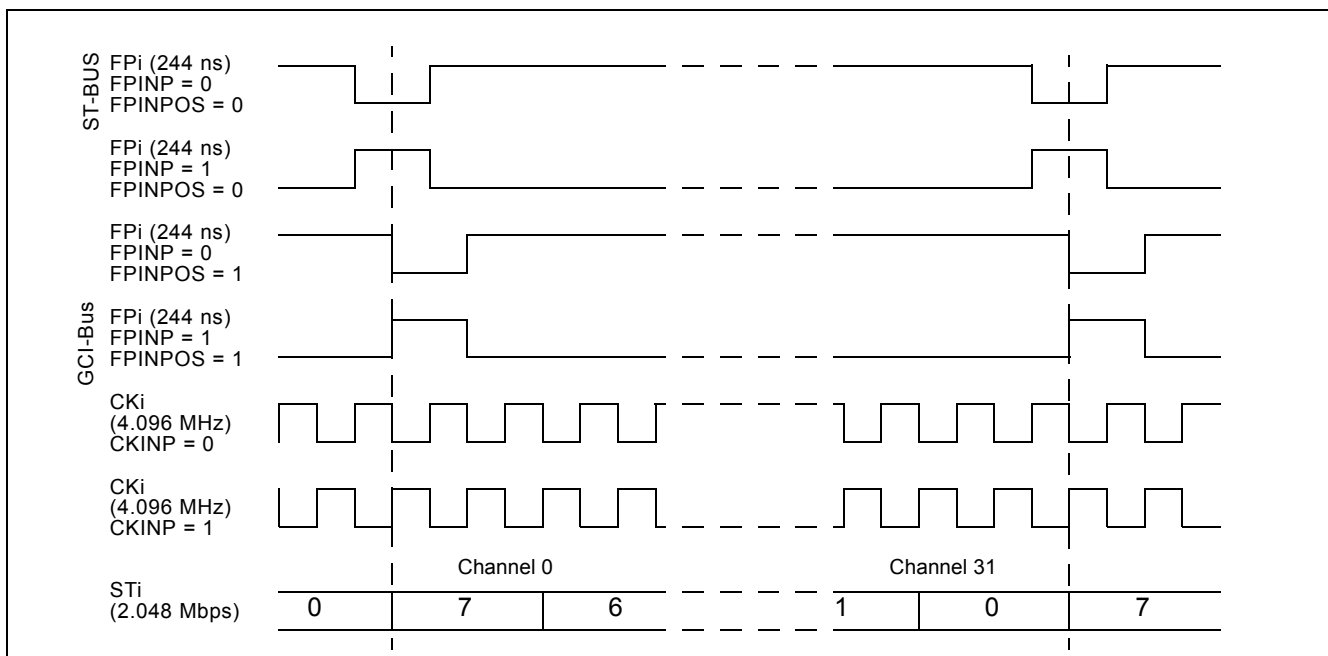 ST-BUS
FPi (244 ns)
FPINP = 0
FPINPOS = 0
FPi (244 ns)
FPINP = 1
FPINPOS = 0
FPi (244 ns)
FPINP = 0
FPINPOS = 1
GCI-Bus
FPi (244 ns)
FPINP = 1
FPINPOS = 1
CKi
(4.096 MHz)
CKINP = 0
CKi
(4.096 MHz)
CKINP = 1
Channel 0 Channel 31
STi
(2.048 Mbps)
0 7 6 1 0 7